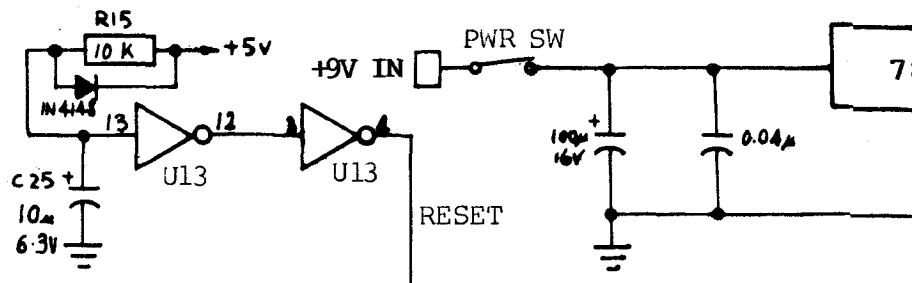 R15
10 K
+5v
IN4148
13
12
U13
U13
C25 +
10µ
6.3V
RESET
PWR SW
+9V IN
+
100µ
16V
0.04µ